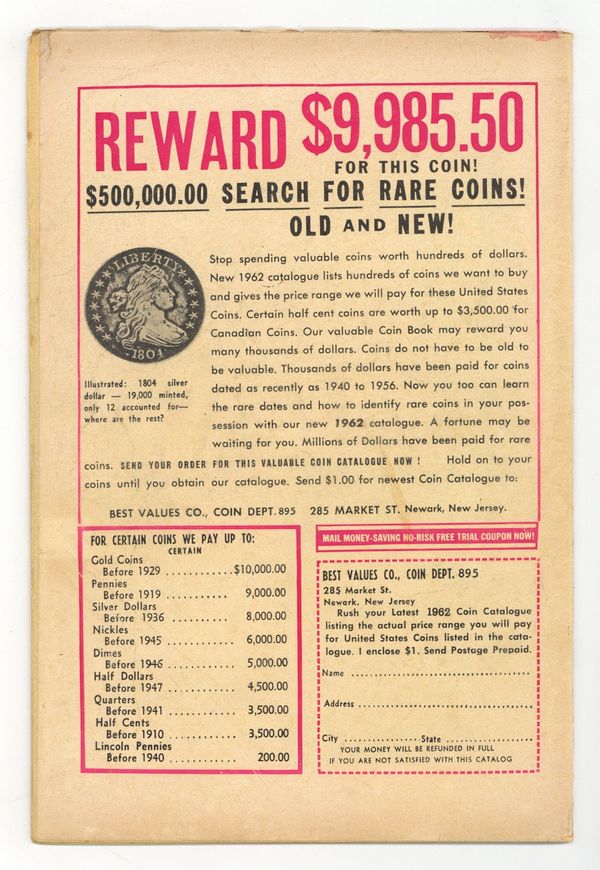 REWARD $9,985.50
FOR THIS COIN!
$500,000.00 SEARCH FOR RARE COINS!
OLD AND NEW!
LIBERTY
1804
Illustrated: 1804 silver
dollar — 19,000 minted,
only 12 accounted for—
where are the rest?
Stop spending valuable coins worth hundreds of dollars.
New 1962 catalogue lists hundreds of coins we want to buy
and gives the price range we will pay for these United States
Coins. Certain half cent coins are worth up to $3,500.00 for
Canadian Coins. Our valuable Coin Book may reward you
many thousands of dollars. Coins do not have to be old to
be valuable. Thousands of dollars have been paid for coins
dated as recently as 1940 to 1956. Now you too can learn
the rare dates and how to identify rare coins in your pos-
session with our new 1962 catalogue. A fortune may be
waiting for you. Millions of Dollars have been paid for rare
coins. SEND YOUR ORDER FOR THIS VALUABLE COIN CATALOGUE NOW ! Hold on to your
coins until you obtain our catalogue. Send $1.00 for newest Coin Catalogue to:
BEST VALUES CO., COIN DEPT. 895 285 MARKET ST. Newark, New Jersey.
FOR CERTAIN COINS WE PAY UP TO:
CERTAIN
Gold Coins
Before 1929 ............$10,000.00
Pennies
Before 1919 ........... 9,000.00
Silver Dollars
Before 1936 ........... 8,000.00
Nickles
Before 1945 ........... 6,000.00
Dimes
Before 1946 ........... 5,000.00
Half Dollars
Before 1947 ........... 4,500.00
Quarters
Before 1941 ........... 3,500.00
Half Cents
Before 1910 ........... 3,500.00
Lincoln Pennies
Before 1940 ............ 200.00
MAIL MONEY-SAVING NO-RISK FREE TRIAL COUPON NOW!
BEST VALUES CO., COIN DEPT. 895
285 Market St.
Newark, New Jersey
Rush your Latest 1962 Coin Catalogue
listing the actual price range you will pay
for United States Coins listed in the cata-
logue. I enclose $1. Send Postage Prepaid.
Name ..........................................
Address ........................................
City .................State ....................
YOUR MONEY WILL BE REFUNDED IN FULL
IF YOU ARE NOT SATISFIED WITH THIS CATALOG